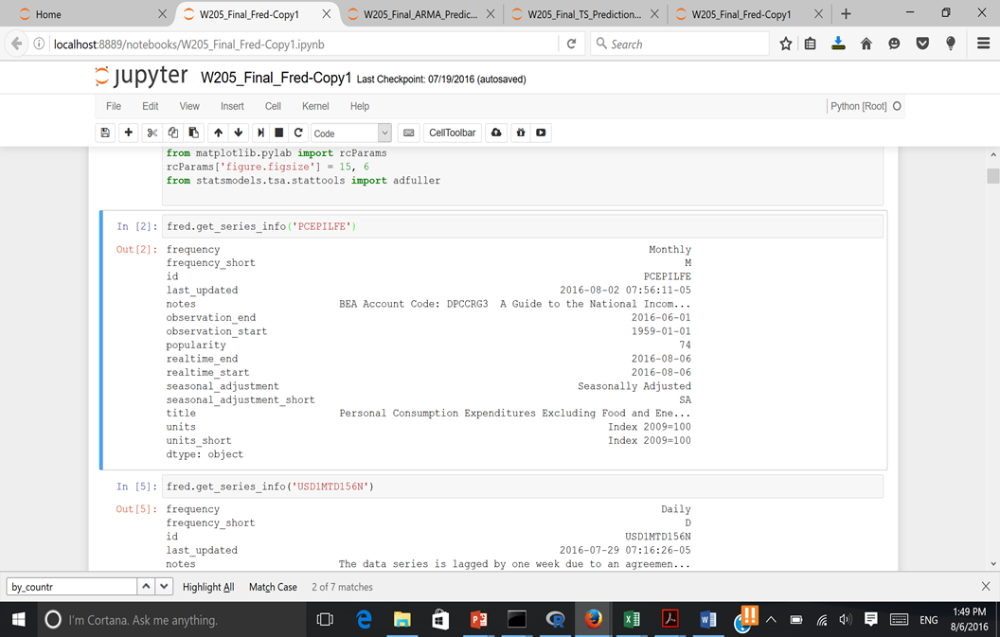 Home
W205_Final_Fred-Copy1
W205_Final_ARMA_Predic...
W205_Final_TS_Prediction...
W205_Final_Fred-Copy1
localhost:8889/notebooks/W205_Final_Fred-Copy1.ipynb
Search
jupyter W205_Final_Fred-Copy1 Last Checkpoint: 07/19/2016 (autosaved)
File Edit View Insert Cell Kernel Help
Python [Root]
Code
CellToolbar
from matplotlib.pylab import rcParams
rcParams['figure.figsize'] = 15, 6
from statsmodels.tsa.stattools import adfuller
In [2]: fred.get_series_info('PCEPILFE')
Out[2]: frequency Monthly
frequency_short M
id PCEPILFE
last_updated 2016-08-02 07:56:11-05
notes BEA Account Code: DPCCRG3 A Guide to the National Incom...
observation_end 2016-06-01
observation_start 1959-01-01
popularity 74
realtime_end 2016-08-06
realtime_start 2016-08-06
seasonal_adjustment Seasonally Adjusted
seasonal_adjustment_short SA
title Personal Consumption Expenditures Excluding Food and Ene...
units Index 2009=100
units_short Index 2009=100
dtype: object
In [5]: fred.get_series_info('USD1MTD156N')
Out[5]: frequency Daily
frequency_short D
id USD1MTD156N
last_updated 2016-07-29 07:16:26-05
notes The data series is lagged by one week due to an agreemen...
by_countr
Highlight All Match Case 2 of 7 matches
I'm Cortana. Ask me anything.
ENG
1:49 PM
8/6/2016